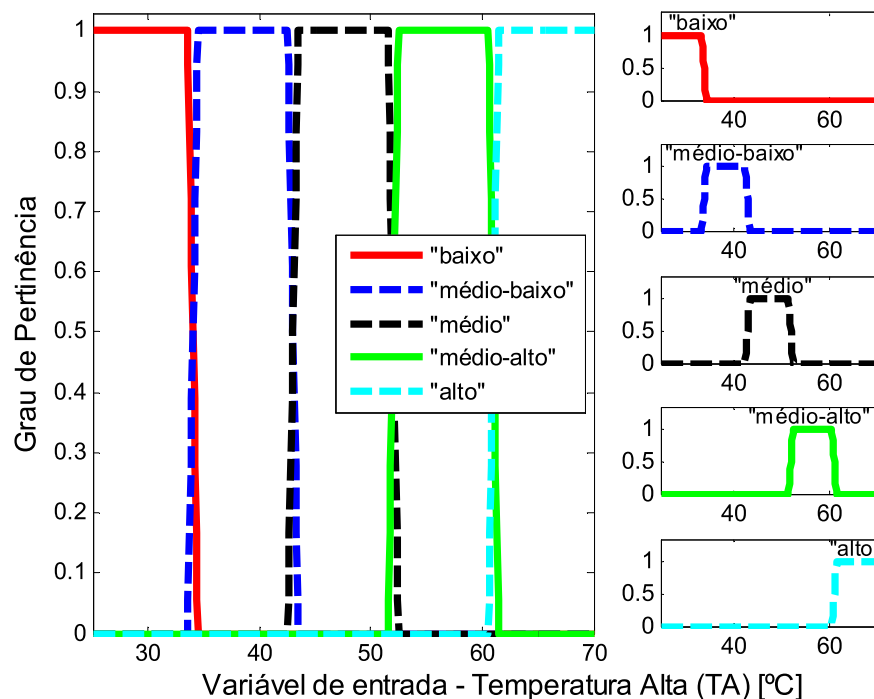 1
0.9
0.8
0.7
0.6
0.5
0.4
0.3
0.2
0.1
0
30 40 50 60 70
Grau de Pertinência
Variável de entrada - Temperatura Alta (TA) [ºC]
"baixo"
"médio-baixo"
"médio"
"médio-alto"
"alto"
"baixo"
1
0.5
0
40 60
"médio-baixo"
1
0.5
0
40 60
"médio"
1
0.5
0
40 60
"médio-alto"
1
0.5
0
40 60
"alto
1
0.5
0
40 60